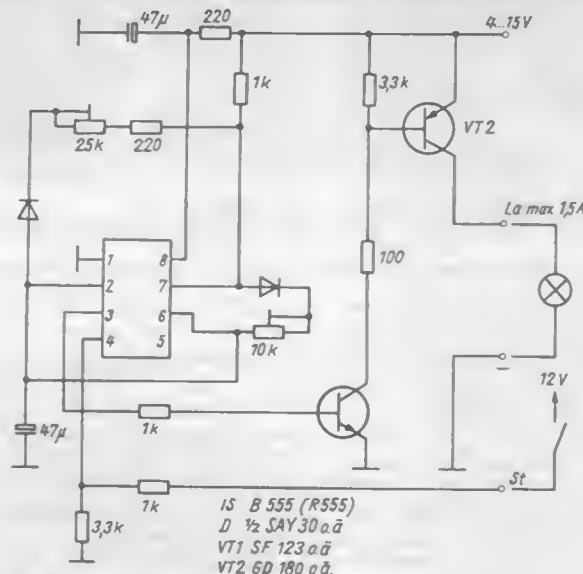 47µ
220
4...15V
1k
3,3k
25k
220
VT2
La max 1,5A
1
8
100
2
7
3
6
4
5
10k
12V
1k
47µ
St
1k
3,3k
IS B 555 (R555)
D ½ SAY 30 o.ä
VT1 SF 123 o.ä
VT2 GD 180 o.ä.